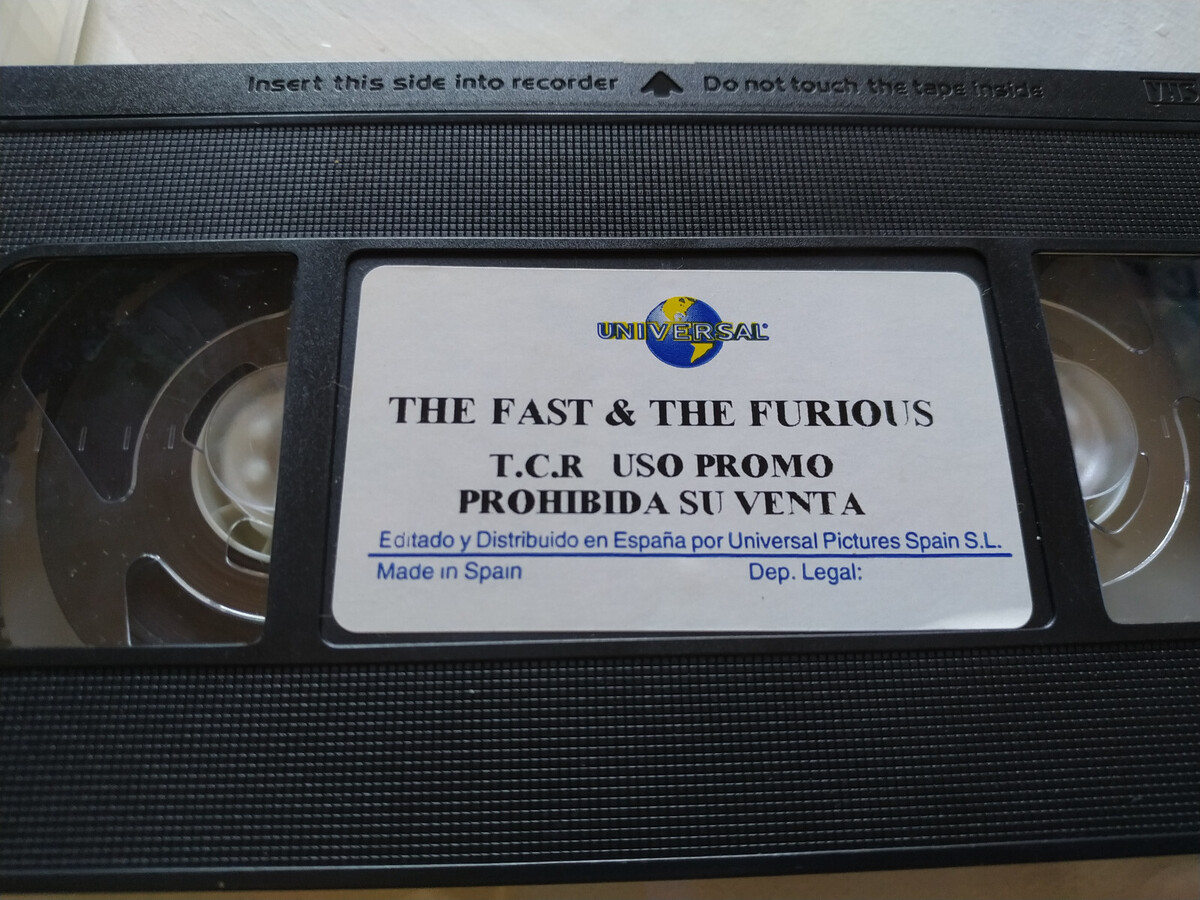 Insert this side into recorder Do not touch the tape inside VHS
UNIVERSAL
THE FAST & THE FURIOUS
T.C.R USO PROMO
PROHIBIDA SU VENTA
Editado y Distribuido en España por Universal Pictures Spain S.L.
Made in Spain Dep. Legal: